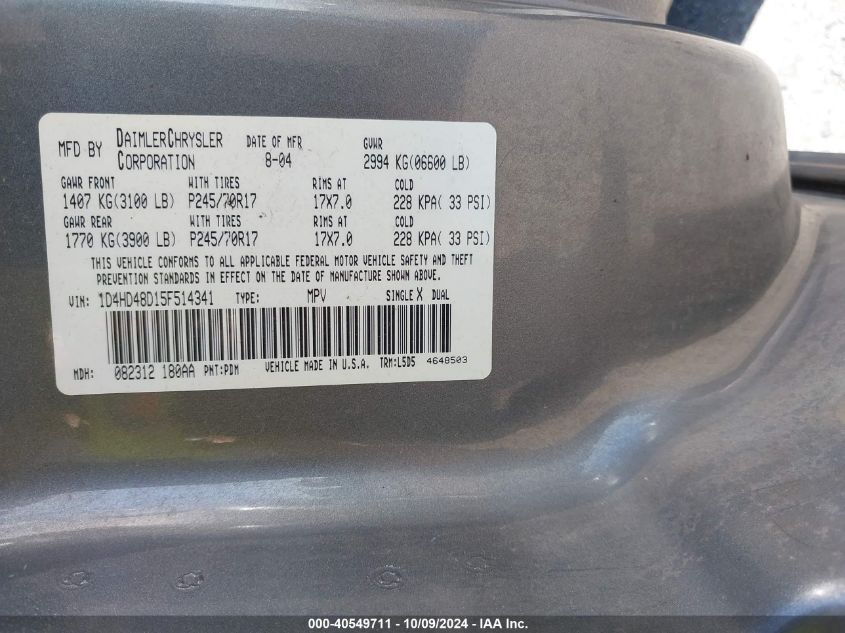 MFD BY DAIMLERCHRYSLER CORPORATION DATE OF MFR 8-04 GVWR 2994 KG(06600 LB)
GAWR FRONT WITH TIRES RIMS AT COLD
1407 KG(3100 LB) P245/70R17 17X7.0 228 KPA( 33 PSI)
GAWR REAR WITH TIRES RIMS AT COLD
1770 KG(3900 LB) P245/70R17 17X7.0 228 KPA( 33 PSI)
THIS VEHICLE CONFORMS TO ALL APPLICABLE FEDERAL MOTOR VEHICLE SAFETY AND THEFT
PREVENTION STANDARDS IN EFFECT ON THE DATE OF MANUFACTURE SHOWN ABOVE.
VIN: 1D4HD48D15F514341 TYPE: MPV SINGLE X DUAL
MDH: 082312 180AA PNT:PDM VEHICLE MADE IN U.S.A. TRM:L5D5 4648503
000-40549711 - 10/09/2024 - IAA Inc.